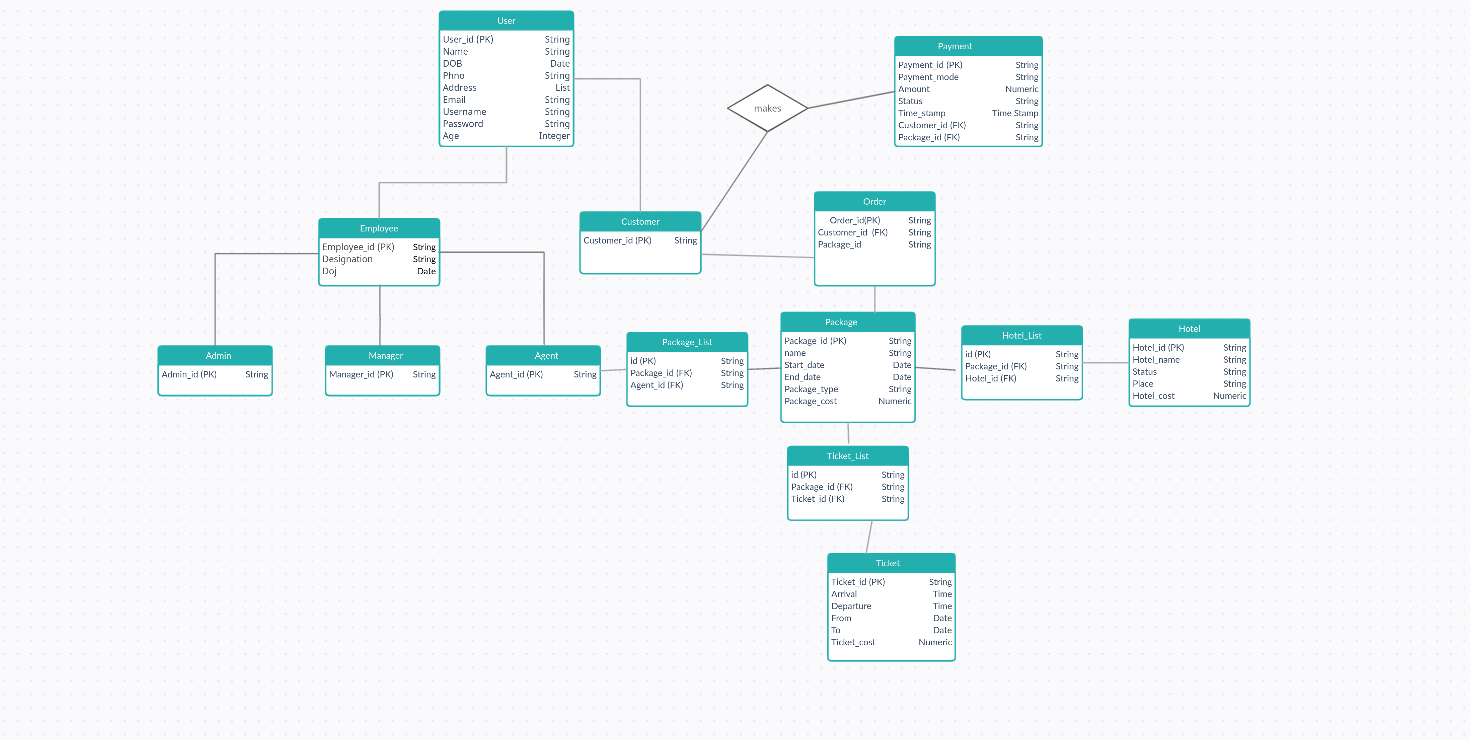 User
User_id (PK) String
Name String
DOB Date
Phno String
Address List
Email String
Username String
Password String
Age Integer
Payment
Payment_id (PK) String
Payment_mode String
Amount Numeric
Status String
Time_stamp Time Stamp
Customer_id (FK) String
Package_id (FK) String
makes
Employee
Employee_id (PK) String
Designation String
Doj Date
Customer
Customer_id (PK) String
Order
Order_id(PK) String
Customer_id (FK) String
Package_id String
Admin
Admin_id (PK) String
Manager
Manager_id (PK) String
Agent
Agent_id (PK) String
Package_List
id (PK) String
Package_id (FK) String
Agent_id (FK) String
Package
Package_id (PK) String
name String
Start_date Date
End_date Date
Package_type String
Package_cost Numeric
Hotel_List
id (PK) String
Package_id (FK) String
Hotel_id (FK) String
Hotel
Hotel_id (PK) String
Hotel_name String
Status String
Place String
Hotel_cost Numeric
Ticket_List
id (PK) String
Package_id (FK) String
Ticket_id (FK) String
Ticket
Ticket_id (PK) String
Arrival Time
Departure Time
From Date
To Date
Ticket_cost Numeric